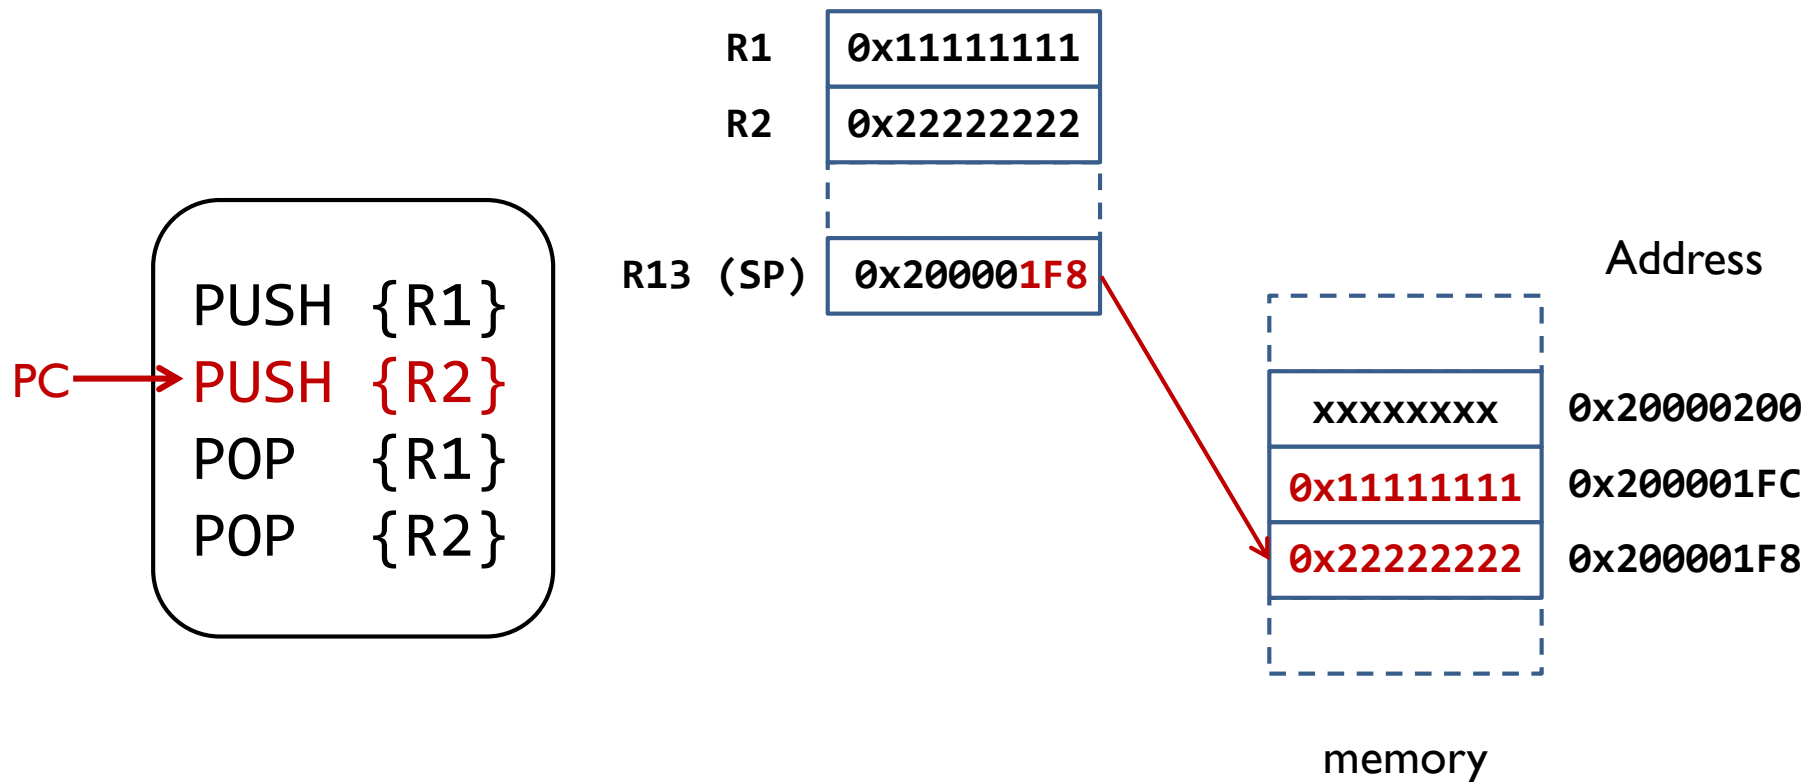 R1 0x11111111
R2 0x22222222
R13 (SP) 0x200001F8
PUSH {R1}
PC PUSH {R2}
POP {R1}
POP {R2}
Address
xxxxxxxx 0x20000200
0x11111111 0x200001FC
0x22222222 0x200001F8
memory